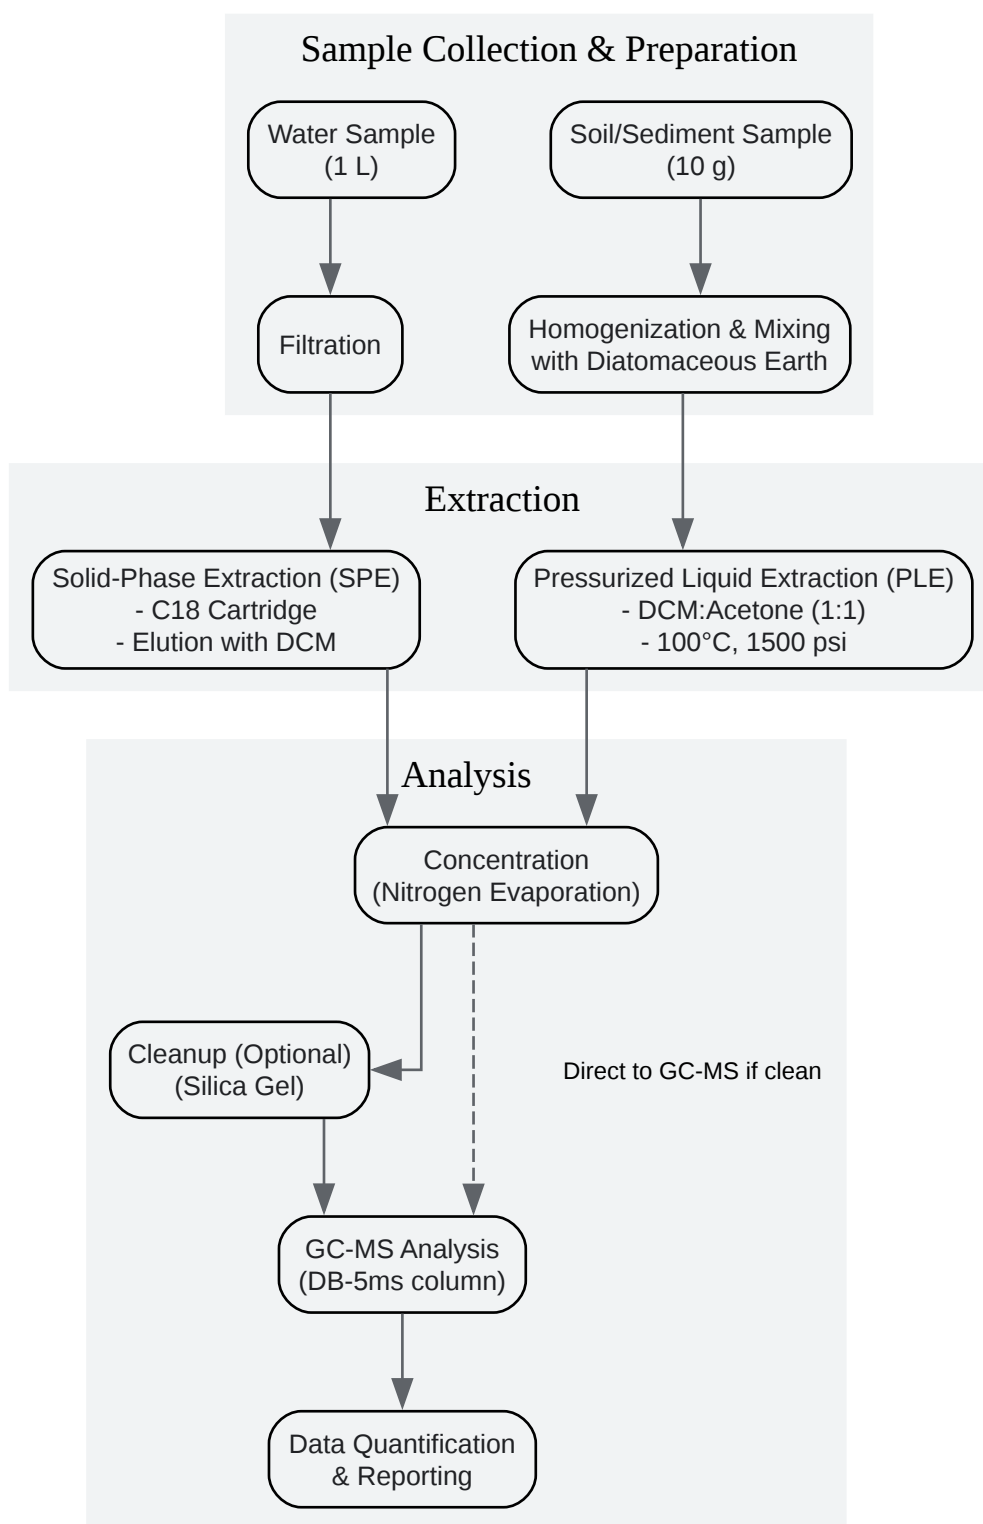 Sample Collection & Preparation
Water Sample
(1 L)
Soil/Sediment Sample
(10 g)
Filtration
Homogenization & Mixing
with Diatomaceous Earth
Extraction
Solid-Phase Extraction (SPE)
- C18 Cartridge
- Elution with DCM
Pressurized Liquid Extraction (PLE)
- DCM:Acetone (1:1)
- 100°C, 1500 psi
Analysis
Concentration
(Nitrogen Evaporation)
Cleanup (Optional)
(Silica Gel)
Direct to GC-MS if clean
GC-MS Analysis
(DB-5ms column)
Data Quantification
& Reporting